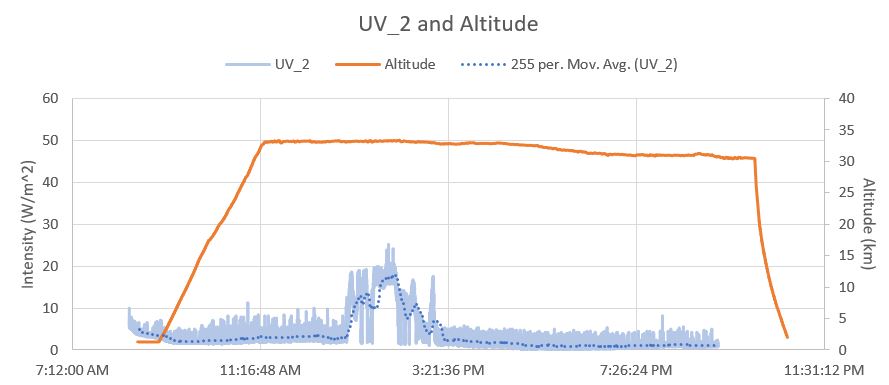 UV_2 and Altitude
UV_2 Altitude 255 per. Mov. Avg. (UV_2)
60 40
50 35
40 30
30 25
20 20
10 15
0 10
5
0
Intensity (W/m^2)
Altitude (km)
7:12:00 AM 11:16:48 AM 3:21:36 PM 7:26:24 PM 11:31:12 PM